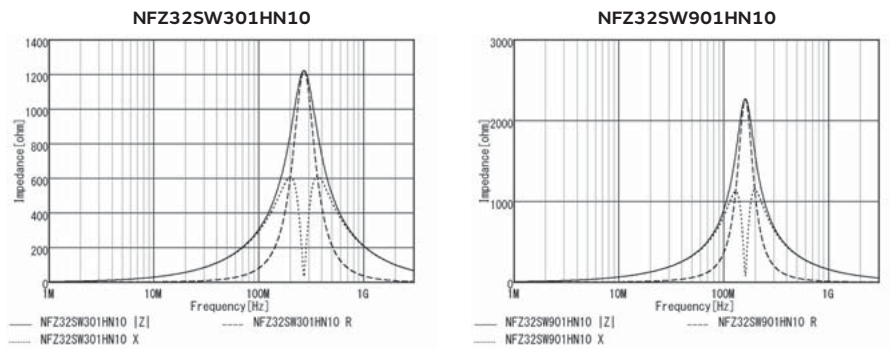 NFZ32SW301HN10
1400
1200
1000
800
600
400
200
0
Impedance[ohm]
1M
10M
100M
1G
Frequency[Hz]
NFZ32SW301HN10 |Z|
NFZ32SW301HN10 R
NFZ32SW301HN10 X
NFZ32SW901HN10
3000
2000
1000
0
Impedance[ohm]
1M
10M
100M
1G
Frequency[Hz]
NFZ32SW901HN10 |Z|
NFZ32SW901HN10 R
NFZ32SW901HN10 X